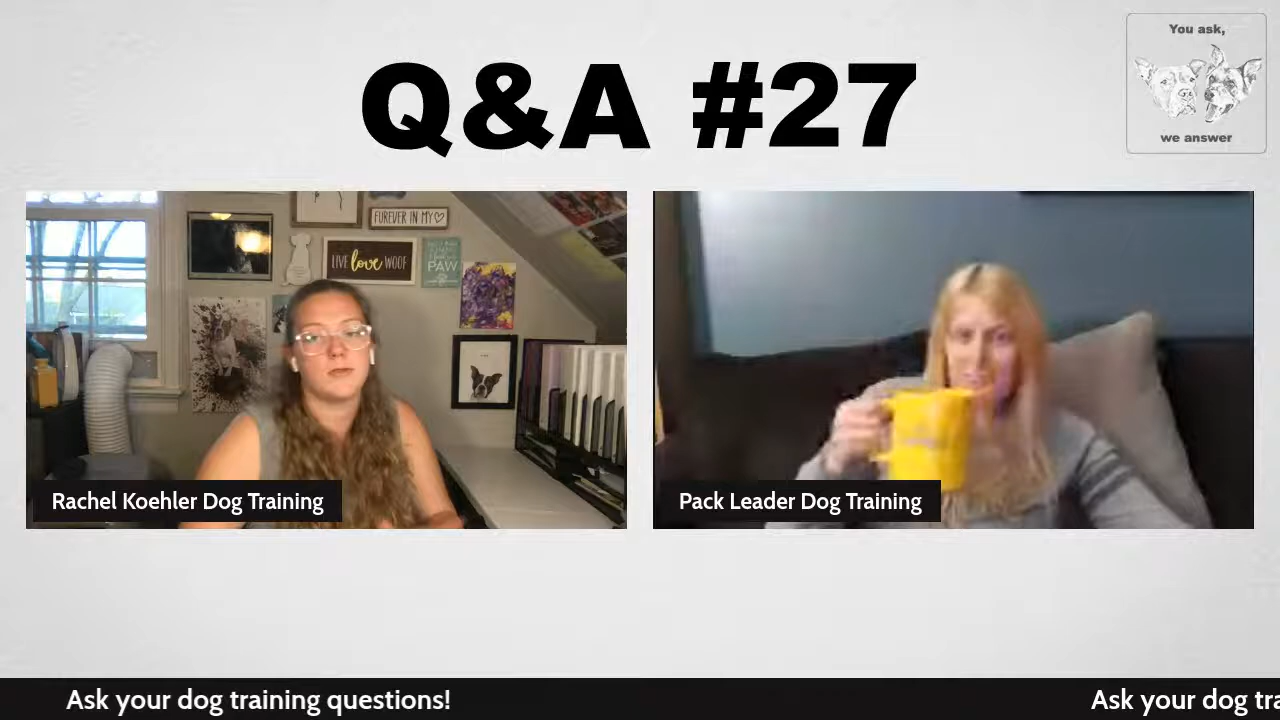 Q&A #27
You ask,
we answer
FUREVER IN MY
LIVE love WOOF
PAW
Rachel Koehler Dog Training
Pack Leader Dog Training
Ask your dog training questions!
Ask your dog tra